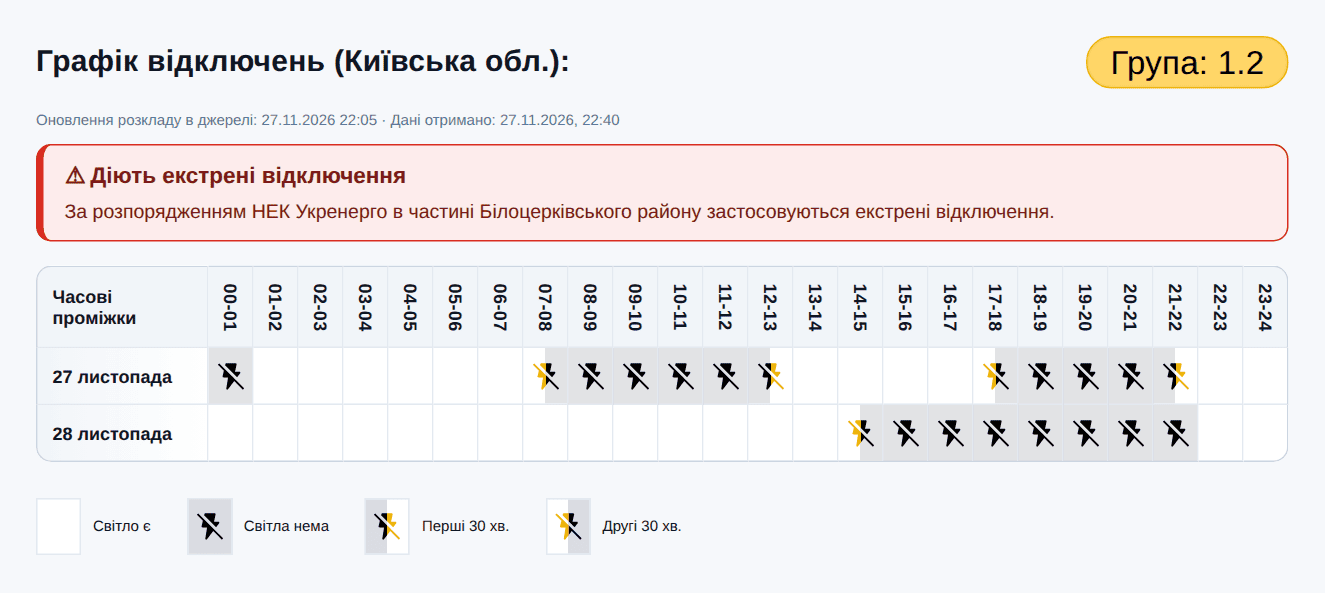 Графік відключень (Київська обл.):
Група: 1.2
Оновлення розкладу в джерелі: 27.11.2026 22:05 · Дані отримано: 27.11.2026, 22:40
⚠ Діють екстрені відключення
За розпорядженням НЕК Укренерго в частині Білоцерківського району застосовуються екстрені відключення.
Часові
проміжки
00-01
01-02
02-03
03-04
04-05
05-06
06-07
07-08
08-09
09-10
10-11
11-12
12-13
13-14
14-15
15-16
16-17
17-18
18-19
19-20
20-21
21-22
22-23
23-24
27 листопада
28 листопада
Світло є
Світла нема
Перші 30 хв.
Другі 30 хв.